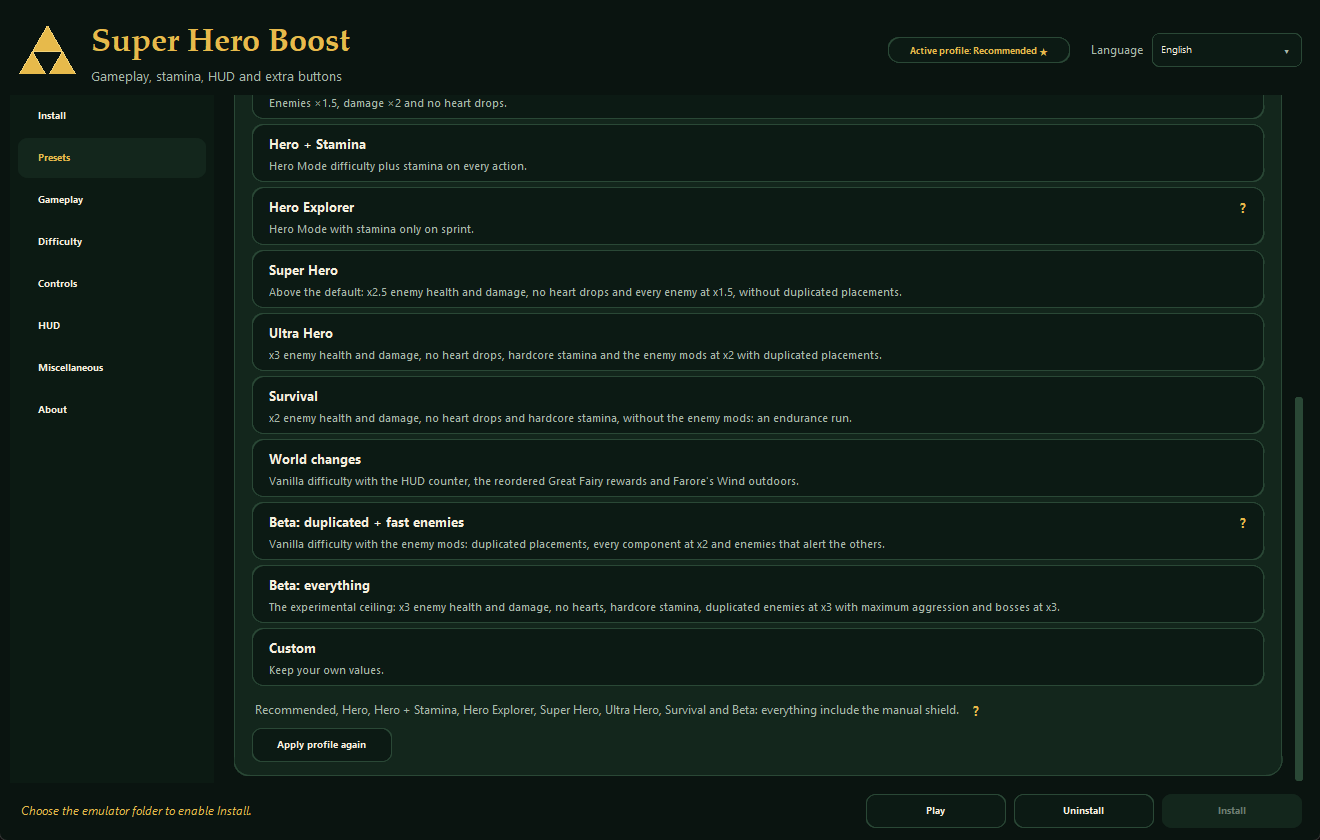 Super Hero Boost
Gameplay, stamina, HUD and extra buttons
Active profile: Recommended ★
Language
English
Install
Presets
Gameplay
Difficulty
Controls
HUD
Miscellaneous
About
Enemies ×1.5, damage ×2 and no heart drops.
Hero + Stamina
Hero Mode difficulty plus stamina on every action.
Hero Explorer
?
Hero Mode with stamina only on sprint.
Super Hero
Above the default: x2.5 enemy health and damage, no heart drops and every enemy at x1.5, without duplicated placements.
Ultra Hero
x3 enemy health and damage, no heart drops, hardcore stamina and the enemy mods at x2 with duplicated placements.
Survival
x2 enemy health and damage, no heart drops and hardcore stamina, without the enemy mods: an endurance run.
World changes
Vanilla difficulty with the HUD counter, the reordered Great Fairy rewards and Farore's Wind outdoors.
Beta: duplicated + fast enemies
?
Vanilla difficulty with the enemy mods: duplicated placements, every component at x2 and enemies that alert the others.
Beta: everything
The experimental ceiling: x3 enemy health and damage, no hearts, hardcore stamina, duplicated enemies at x3 with maximum aggression and bosses at x3.
Custom
Keep your own values.
Recommended, Hero, Hero + Stamina, Hero Explorer, Super Hero, Ultra Hero, Survival and Beta: everything include the manual shield. ?
Apply profile again
Choose the emulator folder to enable Install.
Play
Uninstall
Install